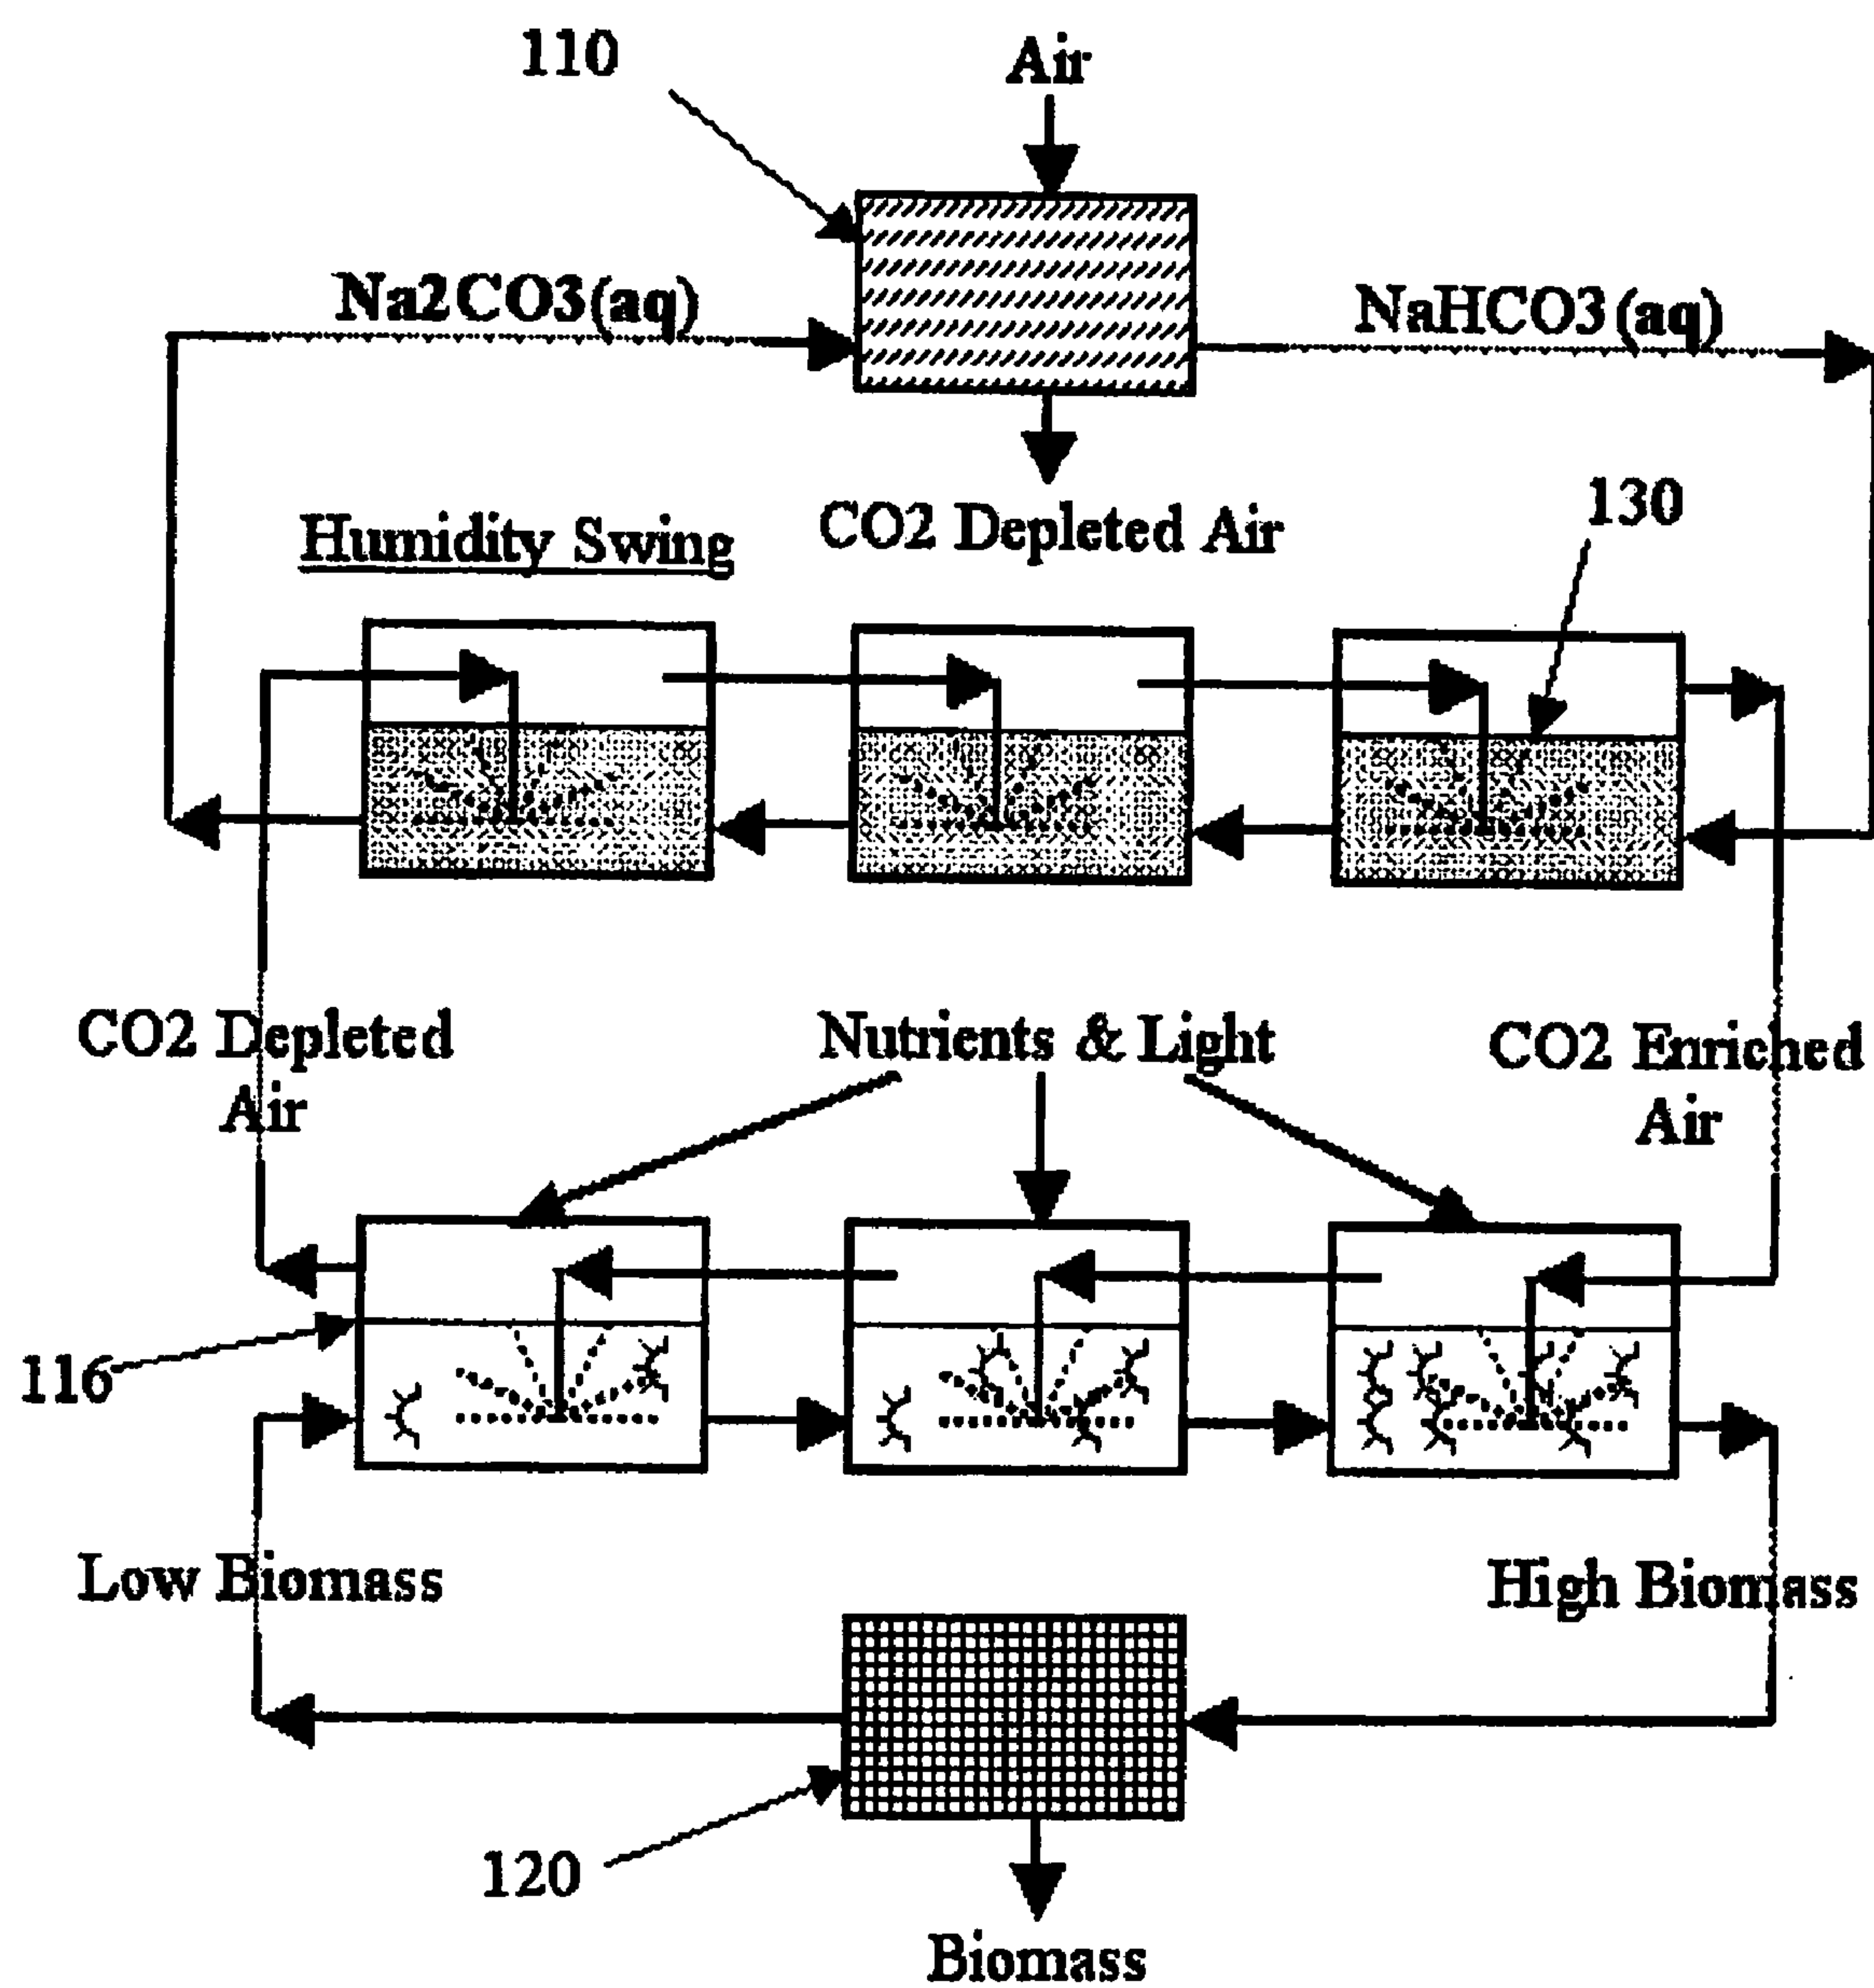 110
Air
Na2CO3(aq)
NaHCO3(aq)
130
Humidity Swing
CO2 Depleted Air
CO2 Depleted
Air
Nutrients & Light
CO2 Enriched
Air
116
Low Biomass
High Biomass
120
Biomass